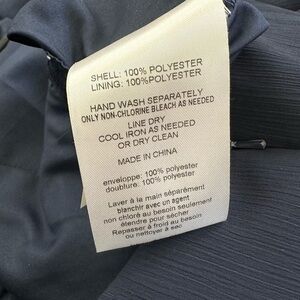 SHELL: 100% POLYESTER
LINING: 100%POLYESTER
HAND WASH SEPARATELY
ONLY NON-CHLORINE BLEACH AS NEEDED
LINE DRY
COOL IRON AS NEEDED
OR DRY CLEAN
MADE IN CHINA
enveloppe: 100% polyester
doublure. 100% polyester
Laver à la main séparément
blanchir avec un agent
non chloré au besoin seulement
étendre pour sécher
Repasser à froid au besoin
ou nettoyer à sec